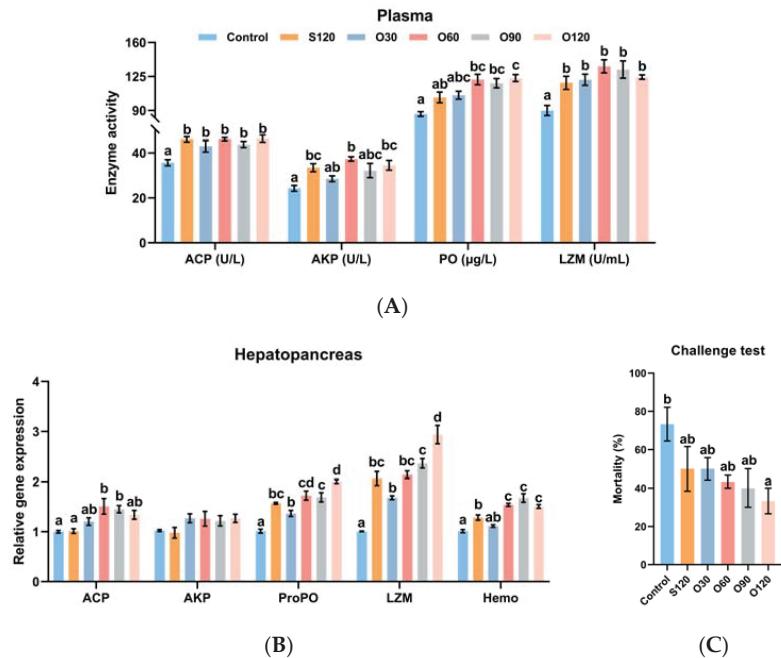 Plasma
Control S120 O30 O60 O90 O120
160
125
90
40
20
0
Enzyme activity
a b b b b b
a bc ab c abc bc
a ab abc bc bc c
a b b b b b
ACP (U/L) AKP (U/L) PO (μg/L) LZM (U/mL)
(A)
Hepatopancreas
4
3
2
1
0
Relative gene expression
a a ab b b ab
a bc b cd c d
a bc b bc c d
a b ab c c c
ACP AKP ProPO LZM Hemo
(B)
Challenge test
100
80
60
40
20
0
Mortality (%)
b ab ab ab ab a
Control S120 O30 O60 O90 O120
(C)